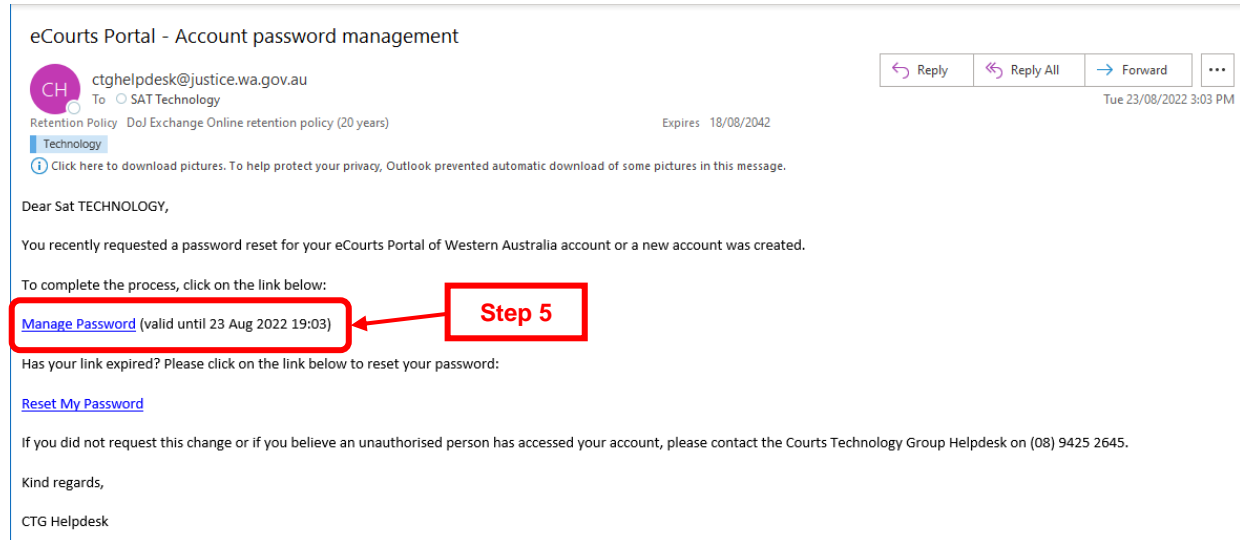 eCourts Portal - Account password management
CH
ctghelpdesk@justice.wa.gov.au
To SAT Technology
Reply
Reply All
Forward
...
Tue 23/08/2022 3:03 PM
Retention Policy DoJ Exchange Online retention policy (20 years)
Expires 18/08/2042
Technology
Click here to download pictures. To help protect your privacy, Outlook prevented automatic download of some pictures in this message.
Dear Sat TECHNOLOGY,
You recently requested a password reset for your eCourts Portal of Western Australia account or a new account was created.
To complete the process, click on the link below:
Manage Password (valid until 23 Aug 2022 19:03)
Step 5
Has your link expired? Please click on the link below to reset your password:
Reset My Password
If you did not request this change or if you believe an unauthorised person has accessed your account, please contact the Courts Technology Group Helpdesk on (08) 9425 2645.
Kind regards,
CTG Helpdesk